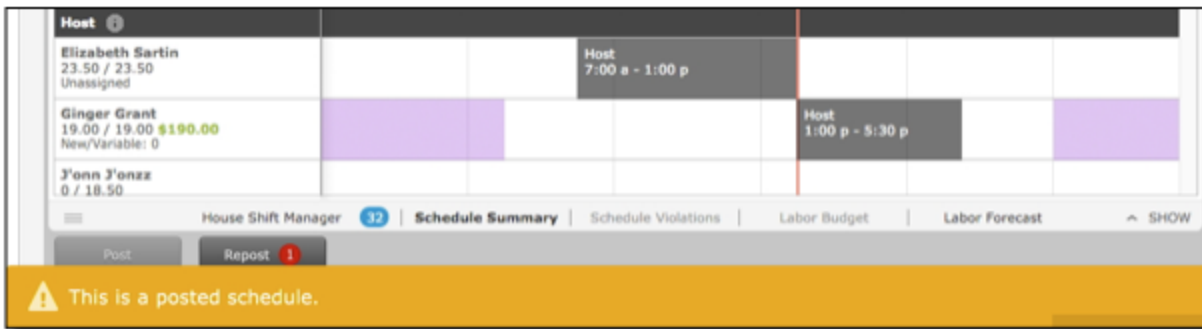 Host
Elizabeth Sartin
23.50 / 23.50
Unassigned
Host
7:00 a - 1:00 p
Ginger Grant
19.00 / 19.00 $190.00
New/Variable: 0
Host
1:00 p - 5:30 p
J'onn J'onzz
0 / 18.50
House Shift Manager 32 | Schedule Summary | Schedule Violations | Labor Budget | Labor Forecast SHOW
Post Repost 1
This is a posted schedule.